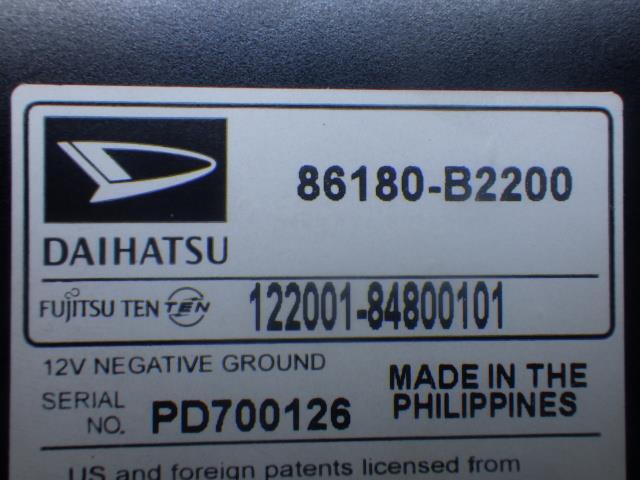 86180-B2200
DAIHATSU
FUJITSU TEN TEN 122001-84800101
12V NEGATIVE GROUND
SERIAL NO. PD700126
MADE IN THE PHILIPPINES
US and foreign patents licensed from